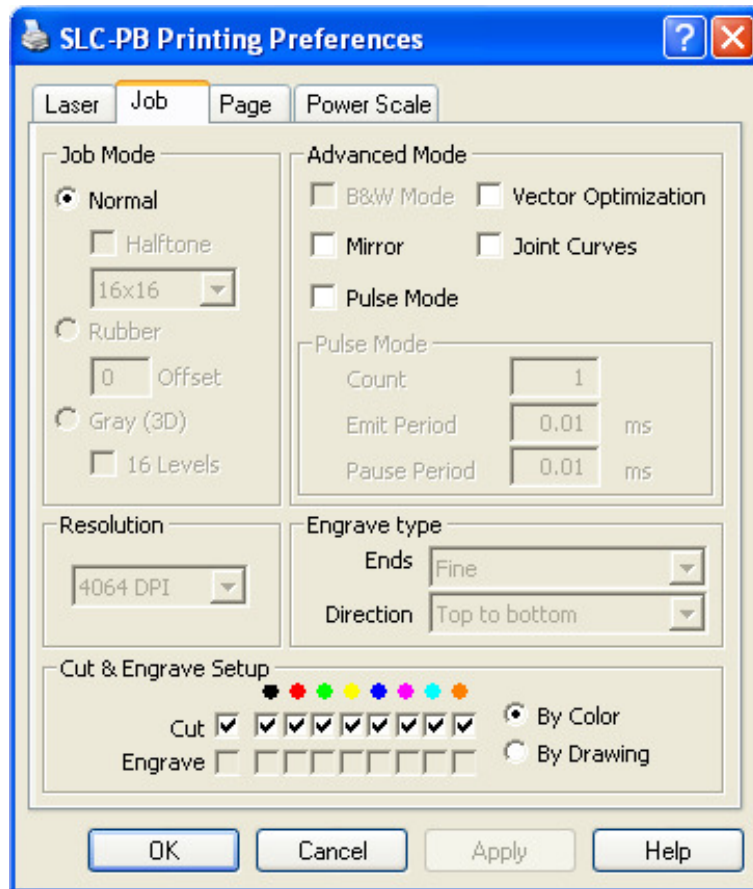 SLC-PB Printing Preferences
Laser Job Page Power Scale
Job Mode
Normal
Halftone
16x16
Rubber
0 Offset
Gray (3D)
16 Levels
Advanced Mode
B&W Mode Vector Optimization
Mirror Joint Curves
Pulse Mode
Pulse Mode
Count 1
Emit Period 0.01 ms
Pause Period 0.01 ms
Resolution
4064 DPI
Engrave type
Ends Fine
Direction Top to bottom
Cut & Engrave Setup
Cut
Engrave
By Color
By Drawing
OK Cancel Apply Help